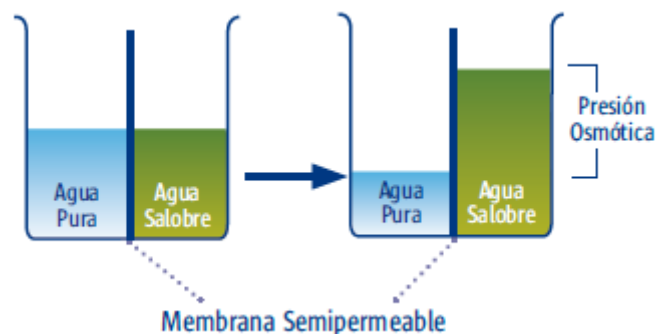 Agua
Pura
Agua
Salobre
Agua
Pura
Agua
Salobre
Presión
Osmótica
Membrana Semipermeable